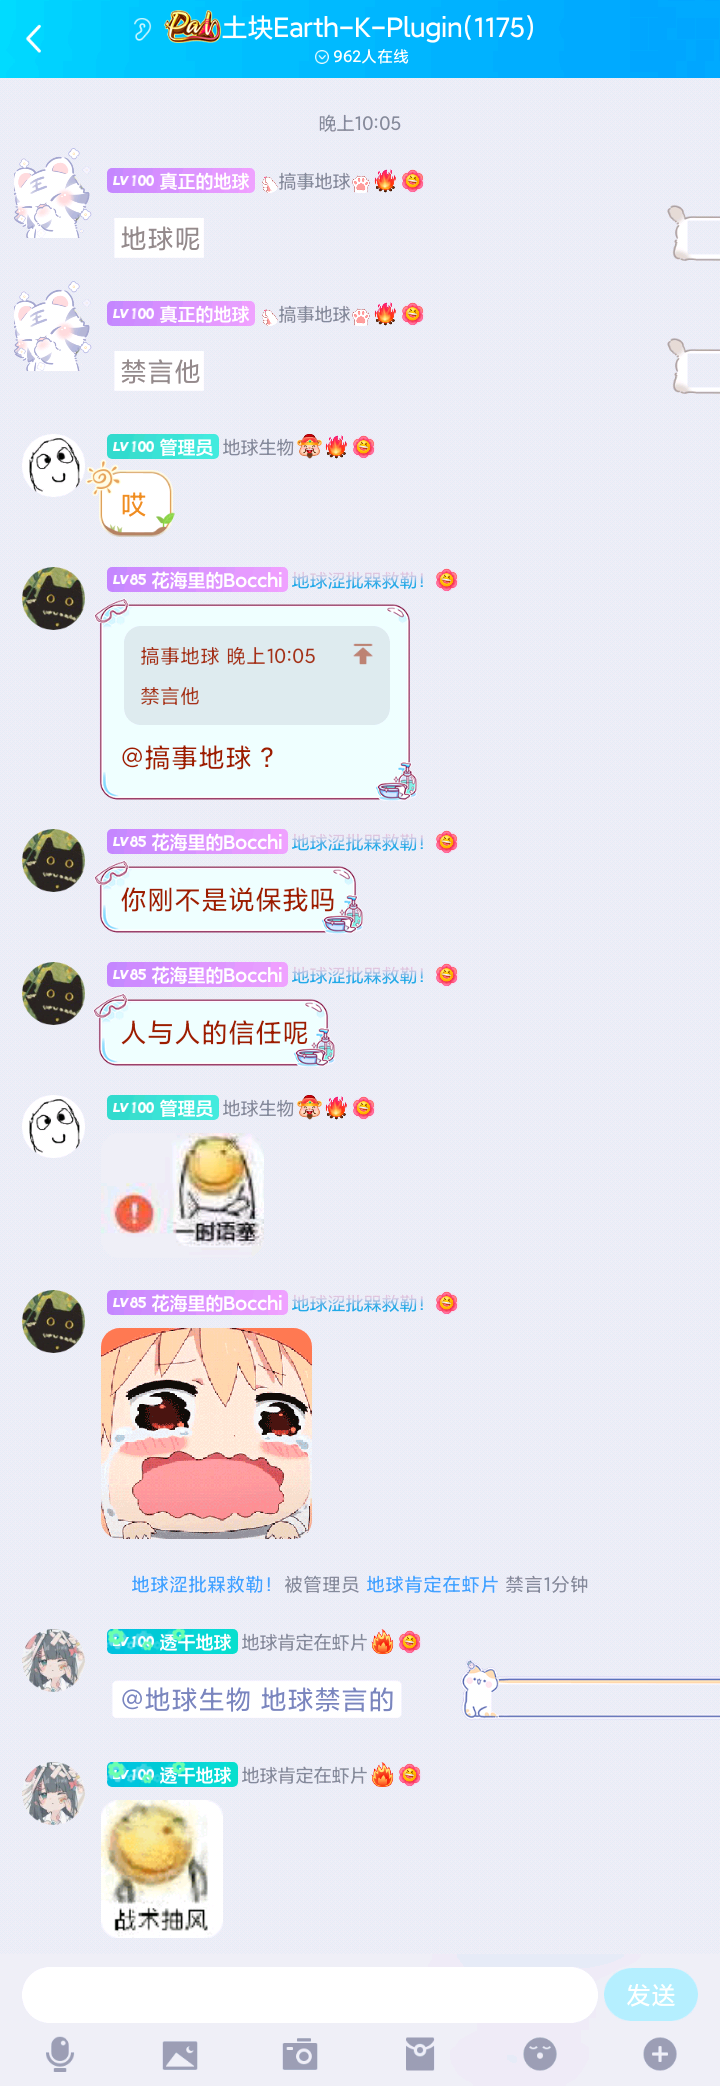 土块Earth-K-Plugin(1175)
962人在线
晚上10:05
LV100 真正的地球 搞事地球
地球呢
LV100 真正的地球 搞事地球
禁言他
LV100 管理员 地球生物
哎
LV85 花海里的Bocchi 地球涩批槑救勒！
搞事地球 晚上10:05
禁言他
@搞事地球 ？
LV85 花海里的Bocchi 地球涩批槑救勒！
你刚不是说保我吗
LV85 花海里的Bocchi 地球涩批槑救勒！
人与人的信任呢
LV100 管理员 地球生物
一时语塞
LV85 花海里的Bocchi 地球涩批槑救勒！
地球涩批槑救勒！ 被管理员 地球肯定在虾片 禁言1分钟
LV100 透干地球 地球肯定在虾片
@地球生物 地球禁言的
LV100 透干地球 地球肯定在虾片
战术抽风
发送